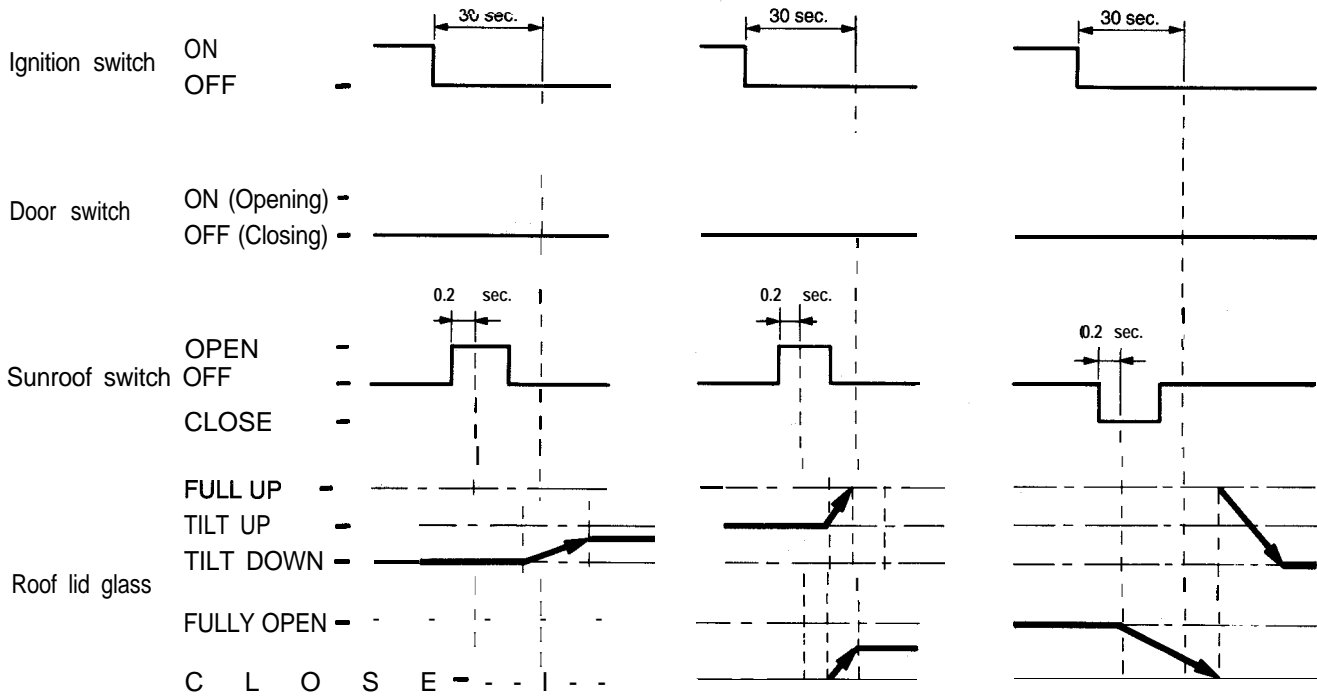 30 sec.
30 sec.
30 sec.
Ignition switch
ON
OFF
Door switch
ON (Opening)
OFF (Closing)
0.2 sec.
0.2 sec.
0.2 sec.
Sunroof switch
OPEN
OFF
CLOSE
Roof lid glass
FULL UP
TILT UP
TILT DOWN
FULLY OPEN
C L O S E